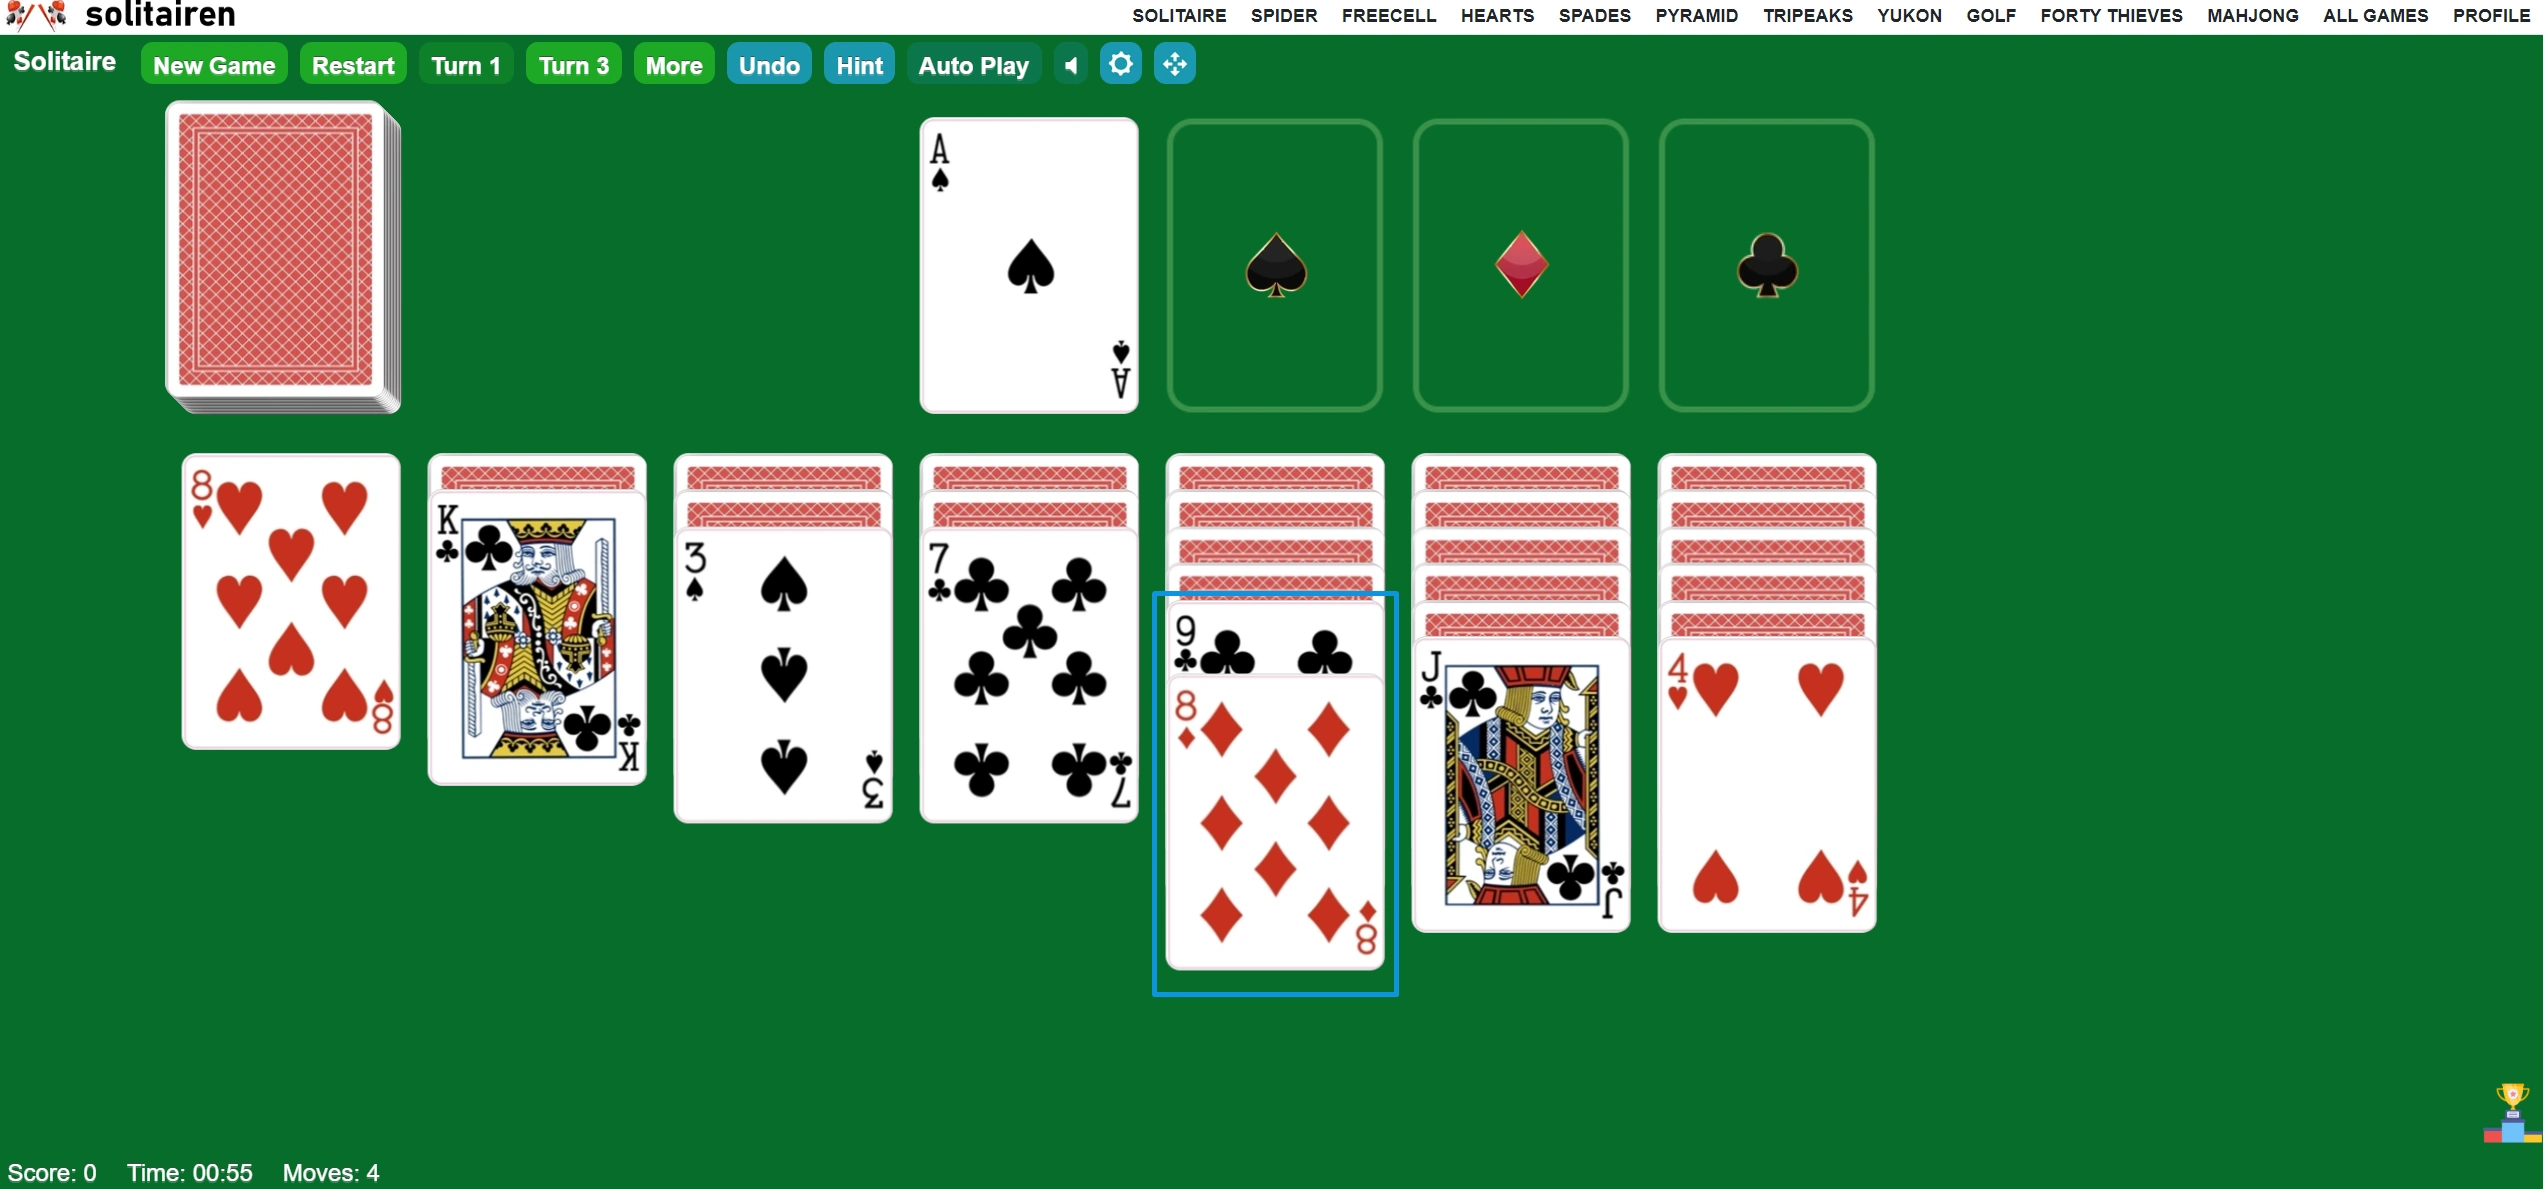 solitairen
SOLITAIRE SPIDER FREECELL HEARTS SPADES PYRAMID TRIPEAKS YUKON GOLF FORTY THIEVES MAHJONG ALL GAMES PROFILE
Solitaire New Game Restart Turn 1 Turn 3 More Undo Hint Auto Play
A
A
8
8
K
K
3
3
7
7
9
8
8
J
J
4
4
Score: 0 Time: 00:55 Moves: 4